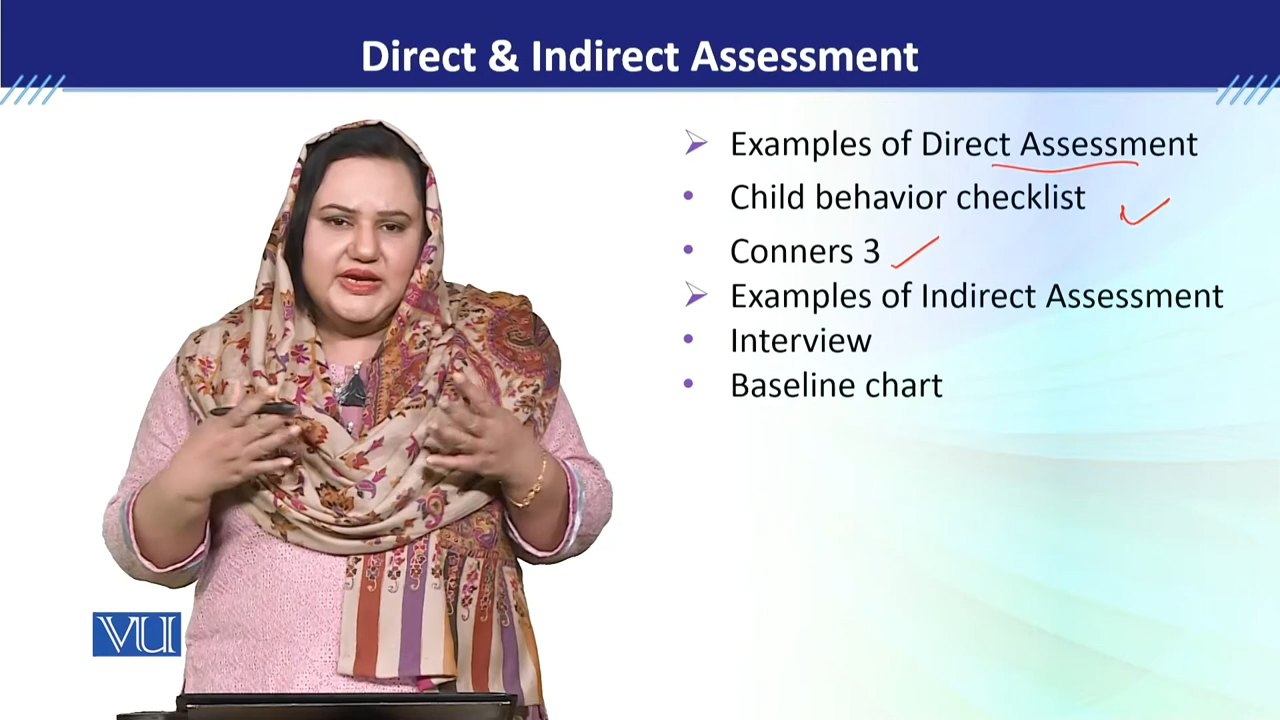 Direct & Indirect Assessment
➢ Examples of Direct Assessment
• Child behavior checklist
• Conners 3
➢ Examples of Indirect Assessment
• Interview
• Baseline chart
VU